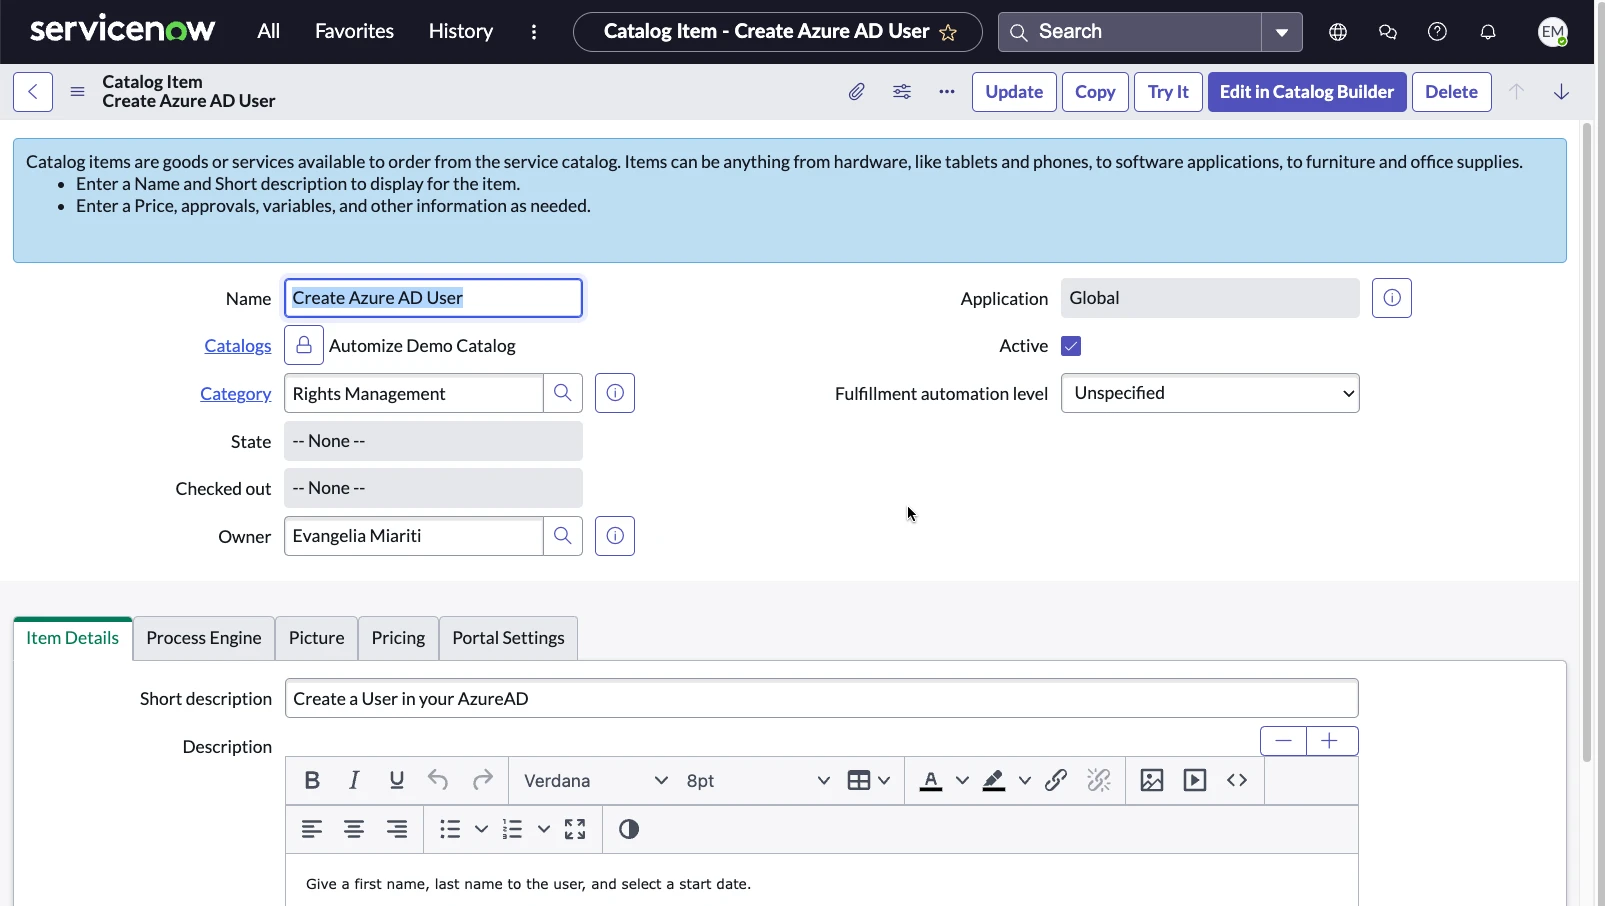 servicenow All Favorites History Catalog Item - Create Azure AD User Search EM
Catalog Item
Create Azure AD User
Update Copy Try It Edit in Catalog Builder Delete
Catalog items are goods or services available to order from the service catalog. Items can be anything from hardware, like tablets and phones, to software applications, to furniture and office supplies.
• Enter a Name and Short description to display for the item.
• Enter a Price, approvals, variables, and other information as needed.
Name Create Azure AD User Application Global
Catalogs Automize Demo Catalog Active
Category Rights Management Fulfillment automation level Unspecified
State -- None --
Checked out -- None --
Owner Evangelia Miariti
Item Details Process Engine Picture Pricing Portal Settings
Short description Create a User in your AzureAD
Description
B I U Verdana 8pt A
Give a first name, last name to the user, and select a start date.